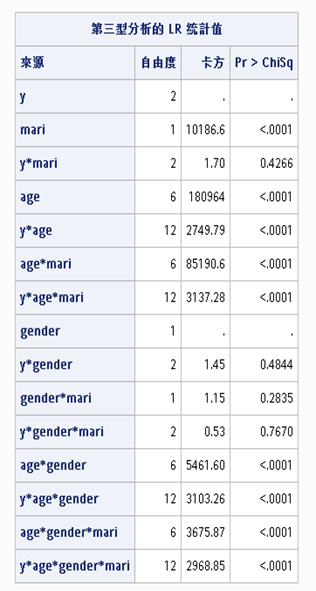 第三型分析的 LR 統計值
來源 自由度 卡方 Pr > ChiSq
y 2 . .
mari 1 10186.6 <.0001
y*mari 2 1.70 0.4266
age 6 180964 <.0001
y*age 12 2749.79 <.0001
age*mari 6 85190.6 <.0001
y*age*mari 12 3137.28 <.0001
gender 1 . .
y*gender 2 1.45 0.4844
gender*mari 1 1.15 0.2835
y*gender*mari 2 0.53 0.7670
age*gender 6 5461.60 <.0001
y*age*gender 12 3103.26 <.0001
age*gender*mari 6 3675.87 <.0001
y*age*gender*mari 12 2968.85 <.0001